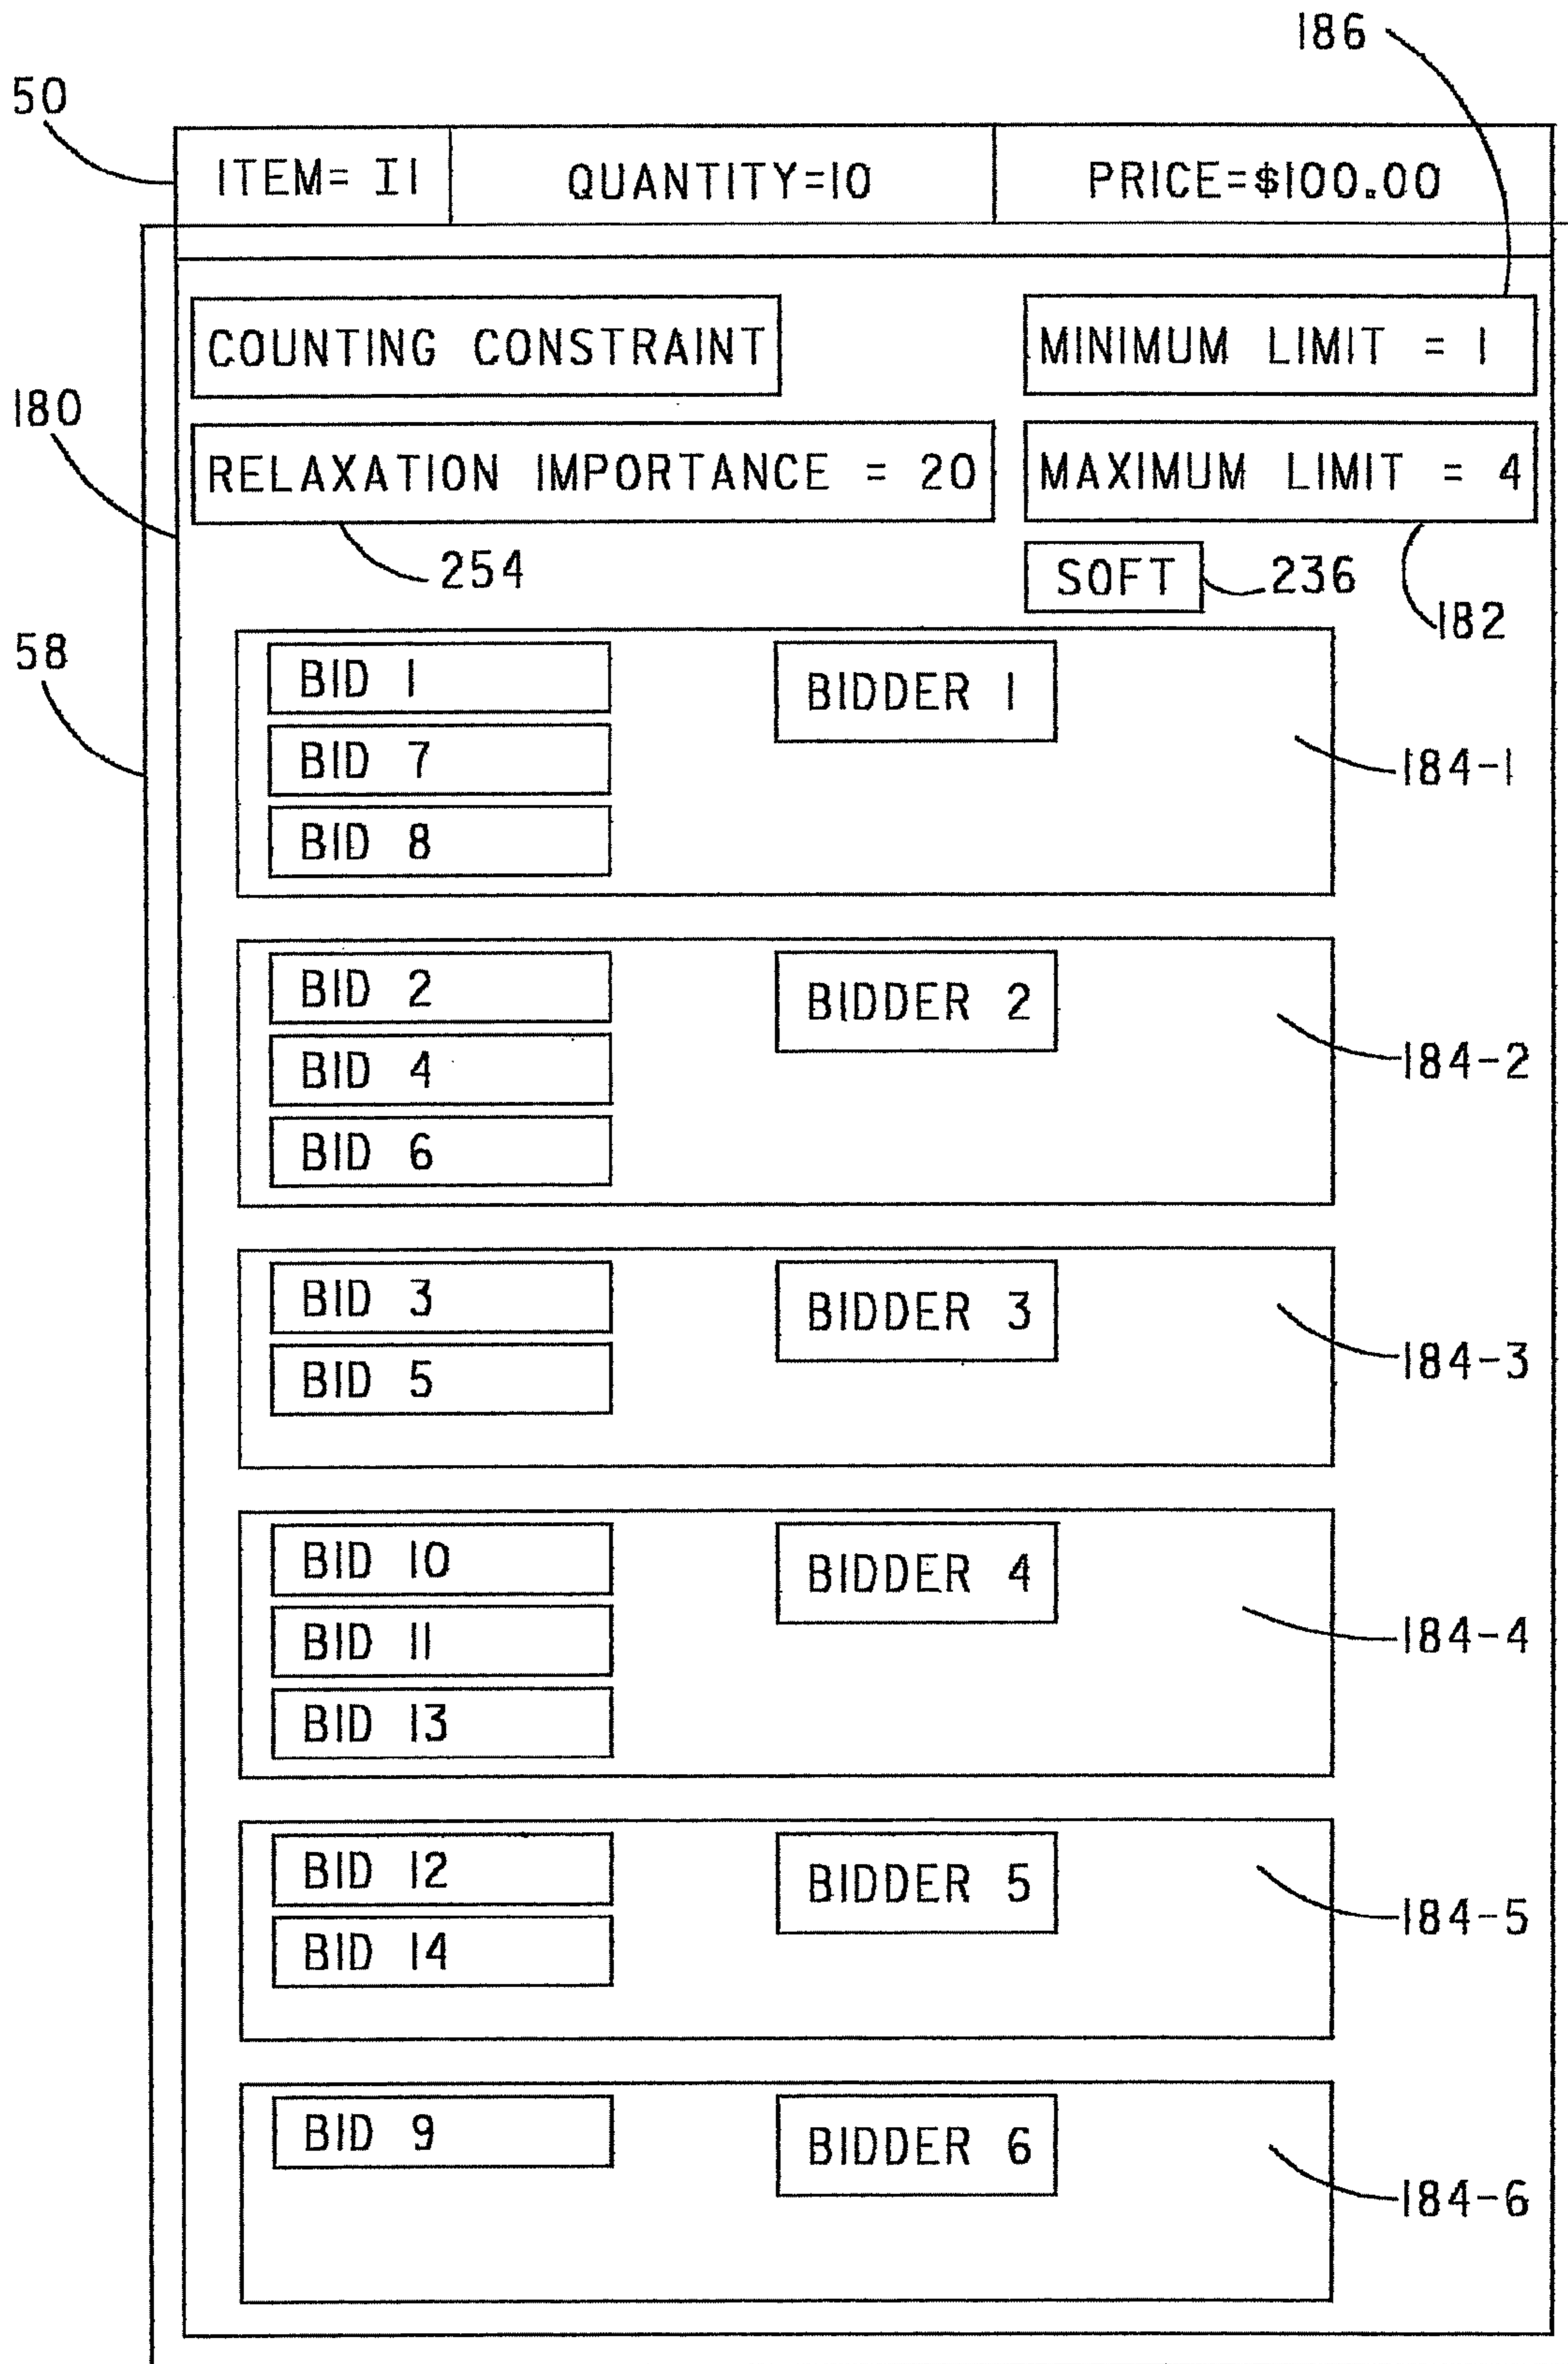 186
50
ITEM= I1 QUANTITY=10 PRICE=$100.00
COUNTING CONSTRAINT MINIMUM LIMIT = 1
180
RELAXATION IMPORTANCE = 20 MAXIMUM LIMIT = 4
254 SOFT 236
182
58
BID 1 BIDDER 1
BID 7 184-1
BID 8
BID 2 BIDDER 2
BID 4 184-2
BID 6
BID 3 BIDDER 3
BID 5 184-3
BID 10 BIDDER 4
BID 11 184-4
BID 13
BID 12 BIDDER 5
BID 14 184-5
BID 9 BIDDER 6
184-6